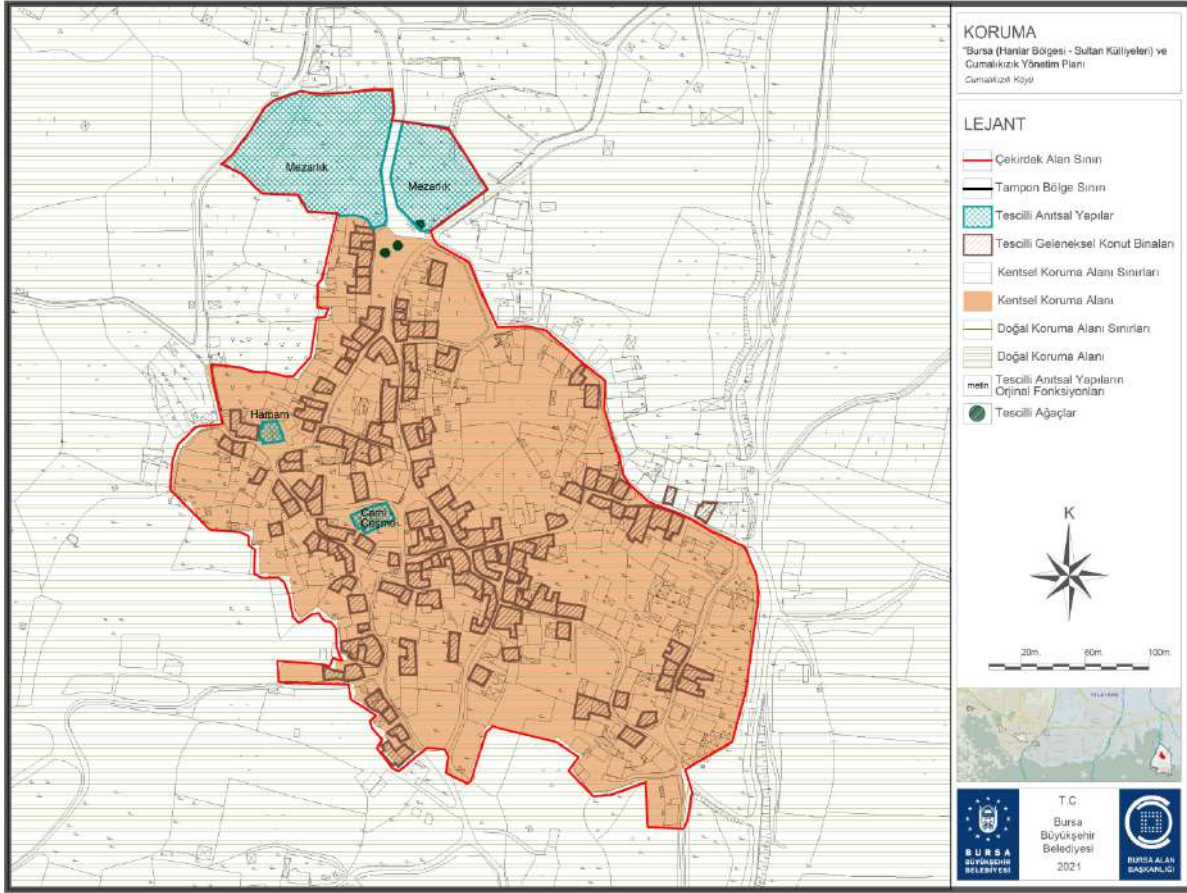 KORUMA
"Bursa (Hanlar Bölgesi - Sultan Külliyeleri) ve
Cumalıkızık Yönetim Planı
Cumalıkızık Köyü
LEJANT
Çekirdek Alan Sınırı
Tampon Bölge Sınırı
Tescilli Anıtsal Yapılar
Tescilli Geleneksel Konut Binaları
Kentsel Koruma Alanı Sınırları
Kentsel Koruma Alanı
Doğal Koruma Alanı Sınırları
Doğal Koruma Alanı
metin
Tescilli Anıtsal Yapıların
Orjinal Fonksiyonları
Tescilli Ağaçlar
Mezarlık
Mezarlık
Hamam
Cami -
Çeşme
K
20m.
60m.
100m.
T.C.
Bursa
Büyükşehir
Belediyesi
2021
BURSA
BÜYÜKŞEHİR
BELEDİYESİ
BURSA ALAN
BAŞKANLIĞI